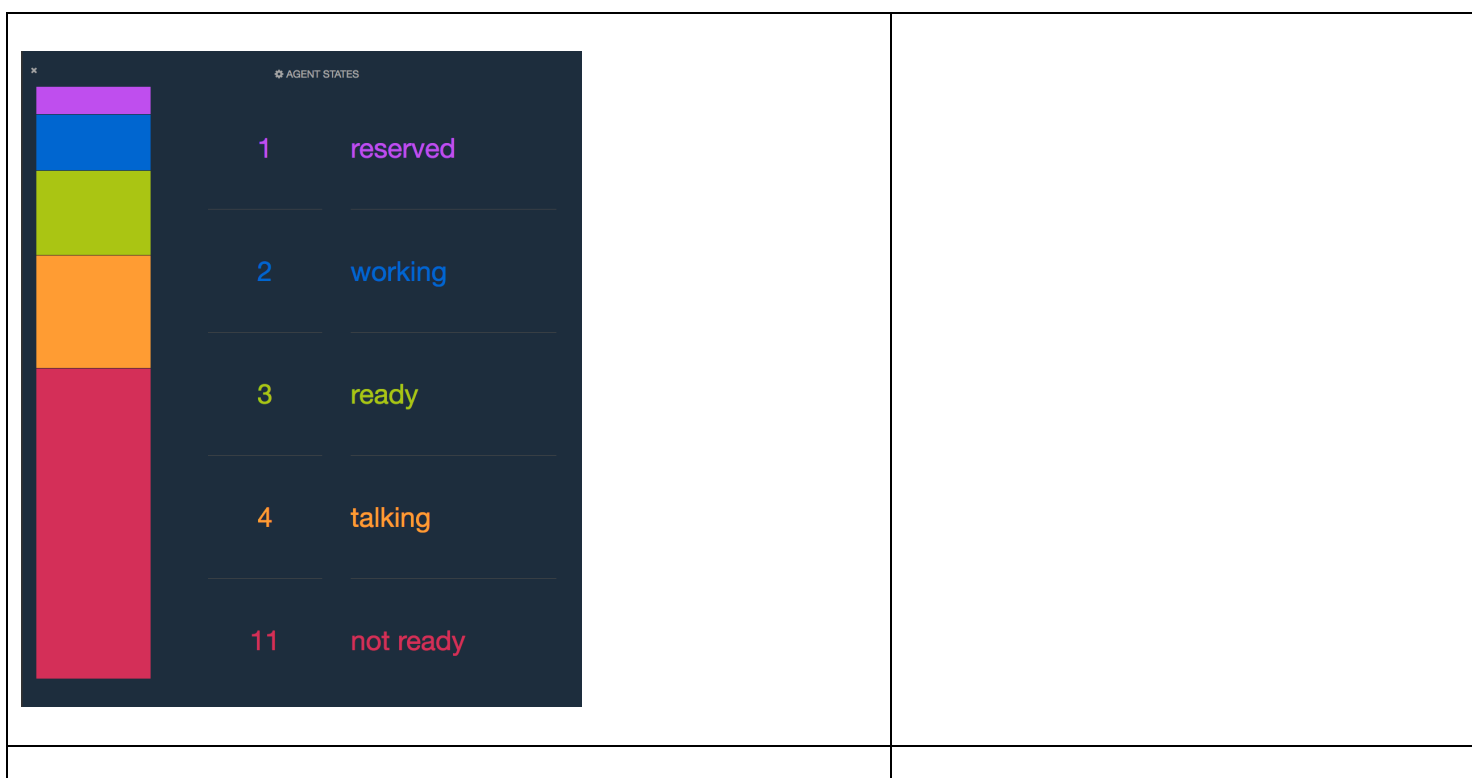 AGENT STATES
1 reserved
2 working
3 ready
4 talking
11 not ready